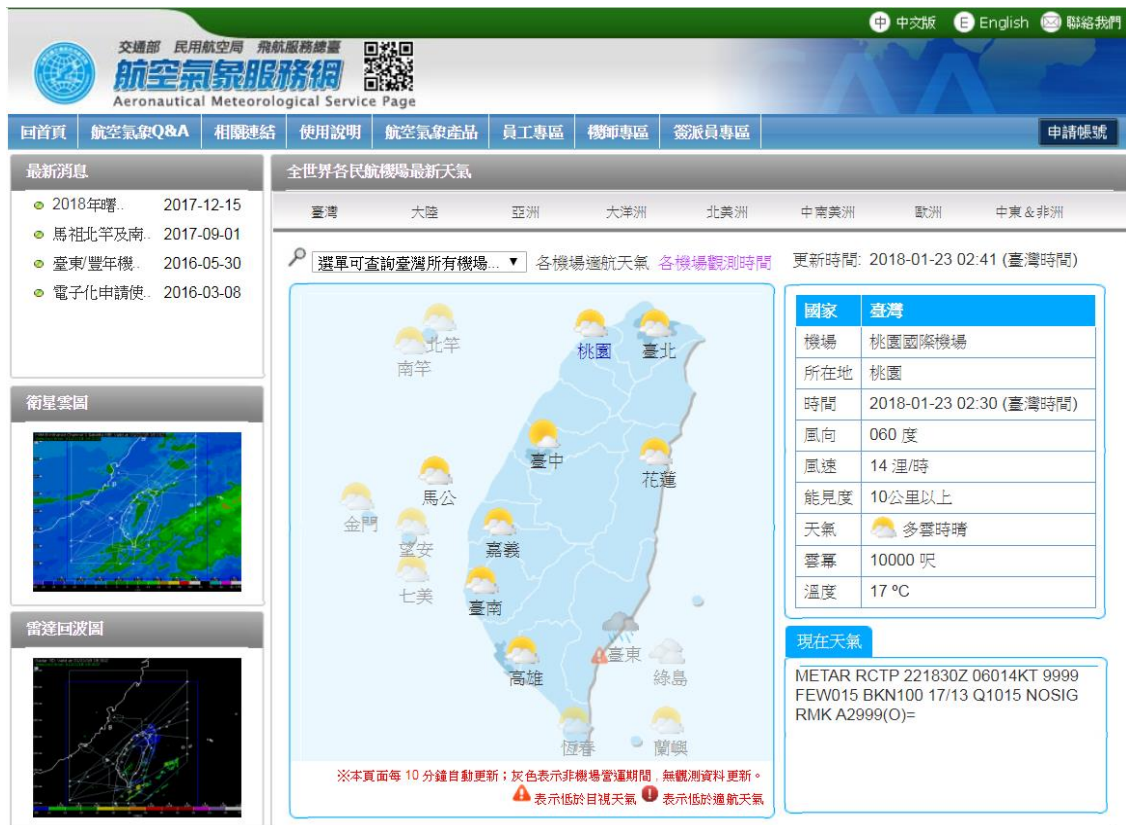 中 中文版 E English 聯絡我們
交通部 民用航空局 飛航服務總臺
航空氣象服務網
Aeronautical Meteorological Service Page
回首頁 航空氣象Q&A 相關連結 使用說明 航空氣象產品 員工專區 機師專區 簽派員專區 申請帳號
最新消息
2018年曙.. 2017-12-15
馬祖北竿及南.. 2017-09-01
臺東/豐年機.. 2016-05-30
電子化申請使.. 2016-03-08
衛星雲圖
雷達回波圖
全世界各民航機場最新天氣
臺灣 大陸 亞洲 大洋洲 北美洲 中南美洲 歐洲 中東&非洲
選單可查詢臺灣所有機場... ▼ 各機場適航天氣 各機場觀測時間 更新時間: 2018-01-23 02:41 (臺灣時間)
北竿
南竿
桃園
臺北
臺中
花蓮
馬公
金門
望安
嘉義
七美
臺南
臺東
高雄
綠島
恆春
蘭嶼
※本頁面每 10 分鐘自動更新；灰色表示非機場營運期間，無觀測資料更新。
表示低於目視天氣 表示低於適航天氣
國家 臺灣
機場 桃園國際機場
所在地 桃園
時間 2018-01-23 02:30 (臺灣時間)
風向 060 度
風速 14 浬/時
能見度 10公里以上
天氣 多雲時晴
雲幕 10000 呎
溫度 17 ºC
現在天氣
METAR RCTP 221830Z 06014KT 9999
FEW015 BKN100 17/13 Q1015 NOSIG
RMK A2999(O)=